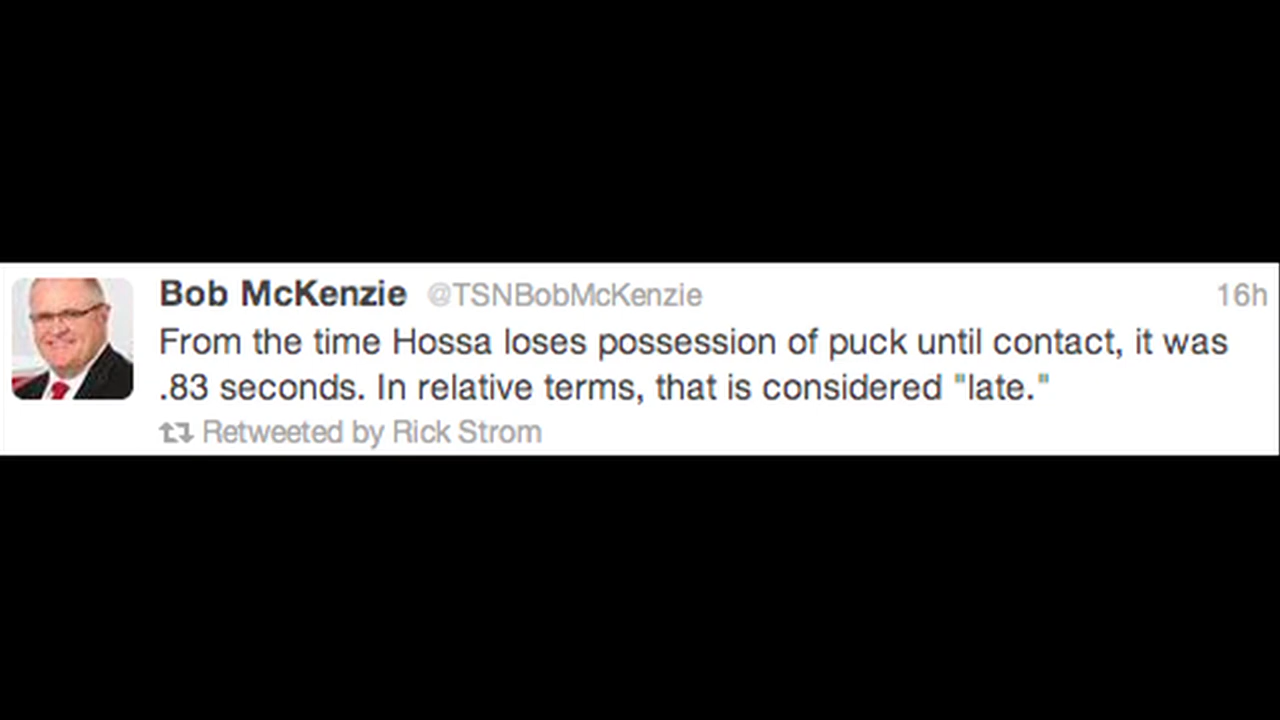 Bob McKenzie @TSNBobMcKenzie 16h
From the time Hossa loses possession of puck until contact, it was
.83 seconds. In relative terms, that is considered "late."
Retweeted by Rick Strom